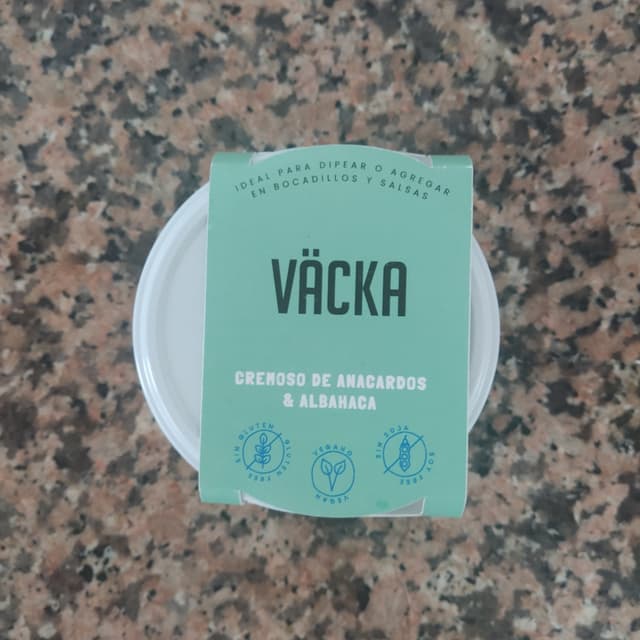 IDEAL PARA DIPEAR O AGREGAR
EN BOCADILLOS Y SALSAS
VÄCKA
CREMOSO DE ANACARDOS
& ALBAHACA
SIN GLUTEN
GLUTEN FREE
VEGANO
VEGAN
SIN SOJA
SOY FREE